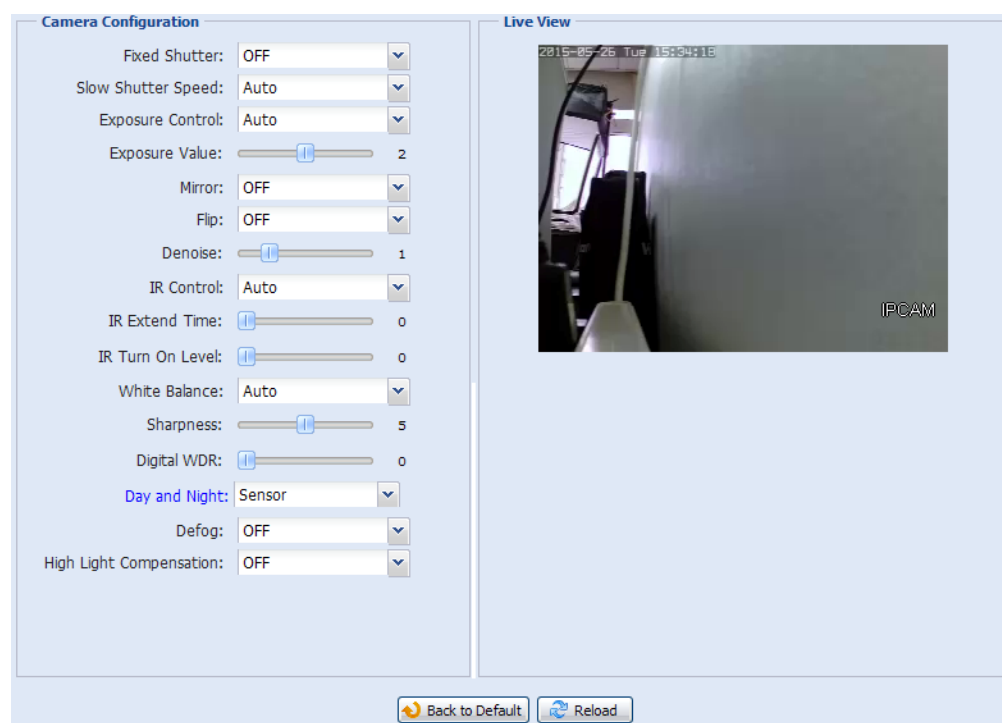 Camera Configuration
Fixed Shutter: OFF
Slow Shutter Speed: Auto
Exposure Control: Auto
Exposure Value: 2
Mirror: OFF
Flip: OFF
Denoise: 1
IR Control: Auto
IR Extend Time: 0
IR Turn On Level: 0
White Balance: Auto
Sharpness: 5
Digital WDR: 0
Day and Night: Sensor
Defog: OFF
High Light Compensation: OFF
Live View
2015-05-26 Tue 15:34:18
IPCAM
Back to Default
Reload